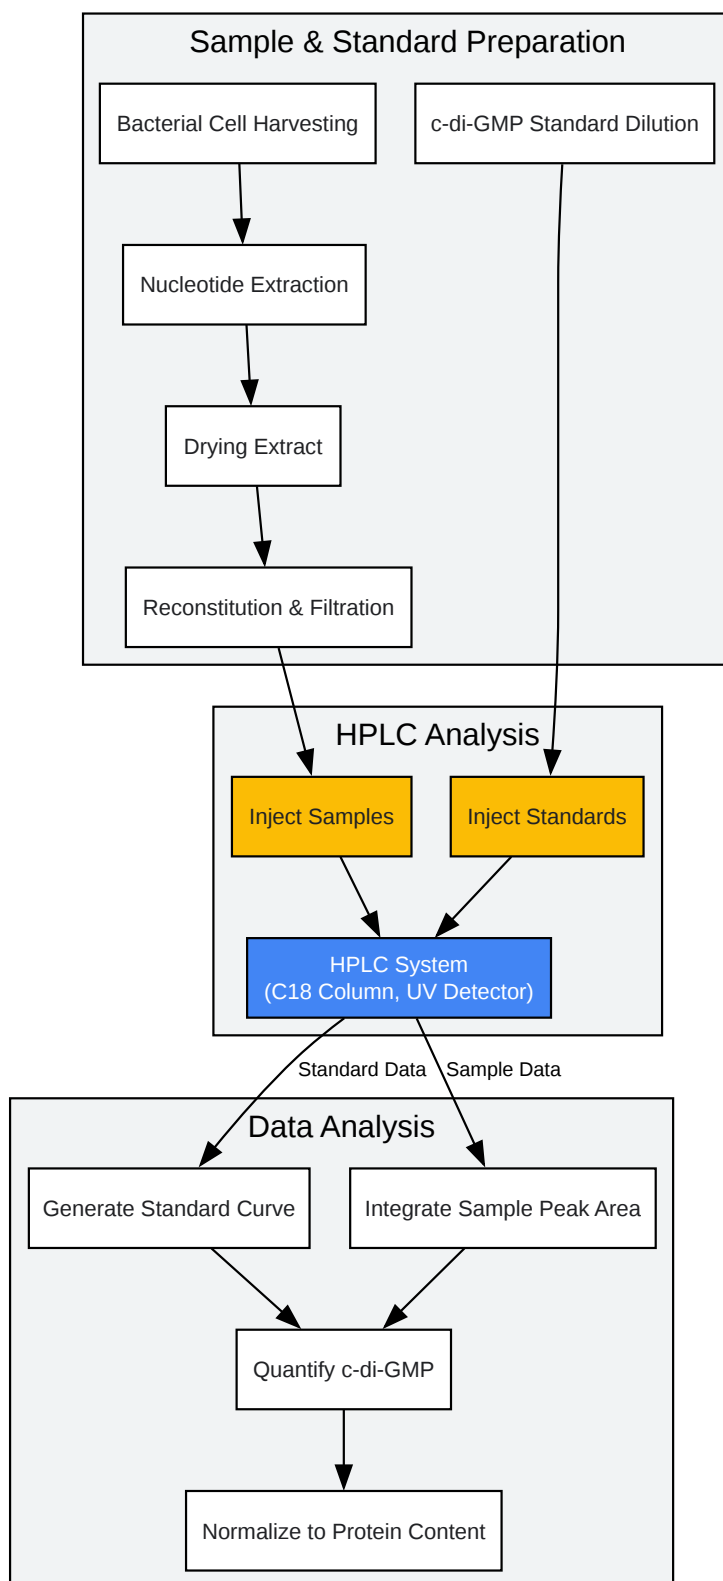 Sample & Standard Preparation
Bacterial Cell Harvesting
c-di-GMP Standard Dilution
Nucleotide Extraction
Drying Extract
Reconstitution & Filtration
HPLC Analysis
Inject Samples
Inject Standards
HPLC System
(C18 Column, UV Detector)
Standard Data
Sample Data
Data Analysis
Generate Standard Curve
Integrate Sample Peak Area
Quantify c-di-GMP
Normalize to Protein Content